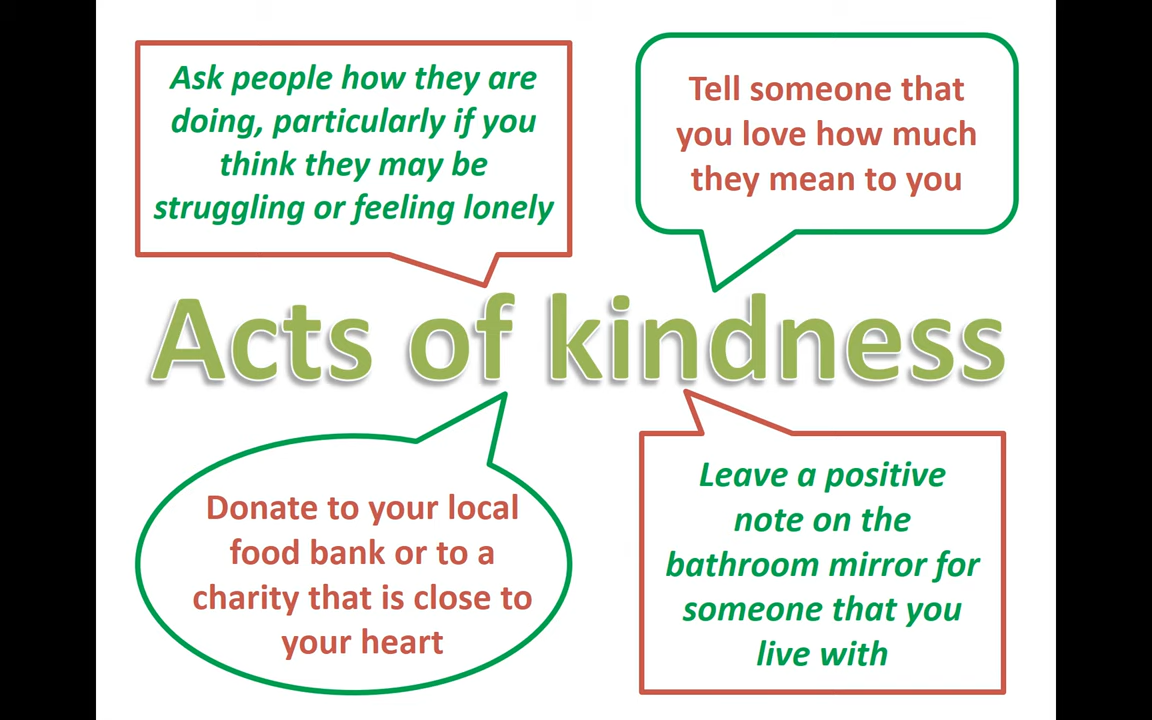 Ask people how they are
doing, particularly if you
think they may be
struggling or feeling lonely
Tell someone that
you love how much
they mean to you
Acts of kindness
Donate to your local
food bank or to a
charity that is close to
your heart
Leave a positive
note on the
bathroom mirror for
someone that you
live with